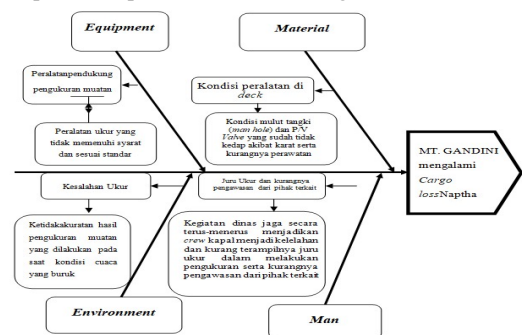 Equipment
Material
Peralatanpendukung
pengukuran muatan
Kondisi peralatan di
deck
Peralatan ukur yang
tidak memenuhi syarat
dan sesuai standar
Kondisi mulut tangki
(man hole) dan P/V
Valve yang sudah tidak
kedap akibat karat serta
kurangnya perawatan
MT. GANDINI
mengalami
Cargo
lossNaptha
Kesalahan Ukur
Juru Ukur dan kurangnya
pengawasan dari pihak terkait
Ketidakakuratan hasil
pengukuran muatan
yang dilakukan pada
saat kondisi cuaca
yang buruk
Kegiatan dinas jaga secara
terus-menerus menjadikan
crew kapal menjadi kelelahan
dan kurang terampilnya juru
ukur dalam melakukan
pengukuran serta kurangnya
pengawasan dari pihak terkait
Environment
Man